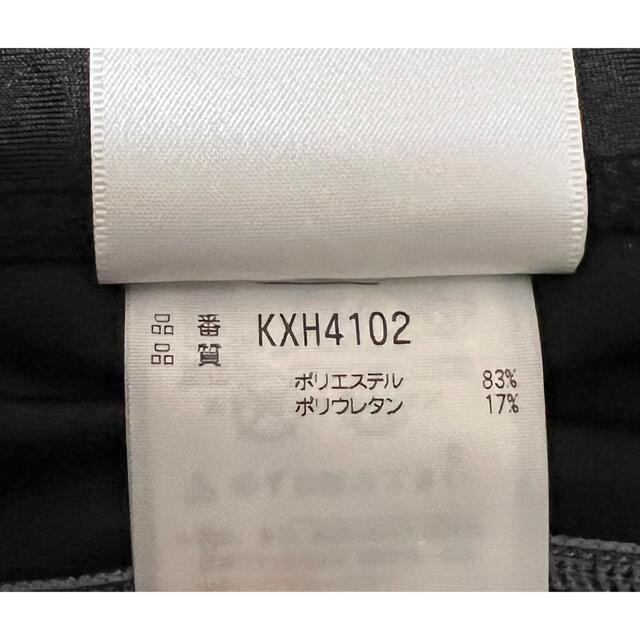 品番 KXH4102
品質
ポリエステル 83%
ポリウレタン 17%